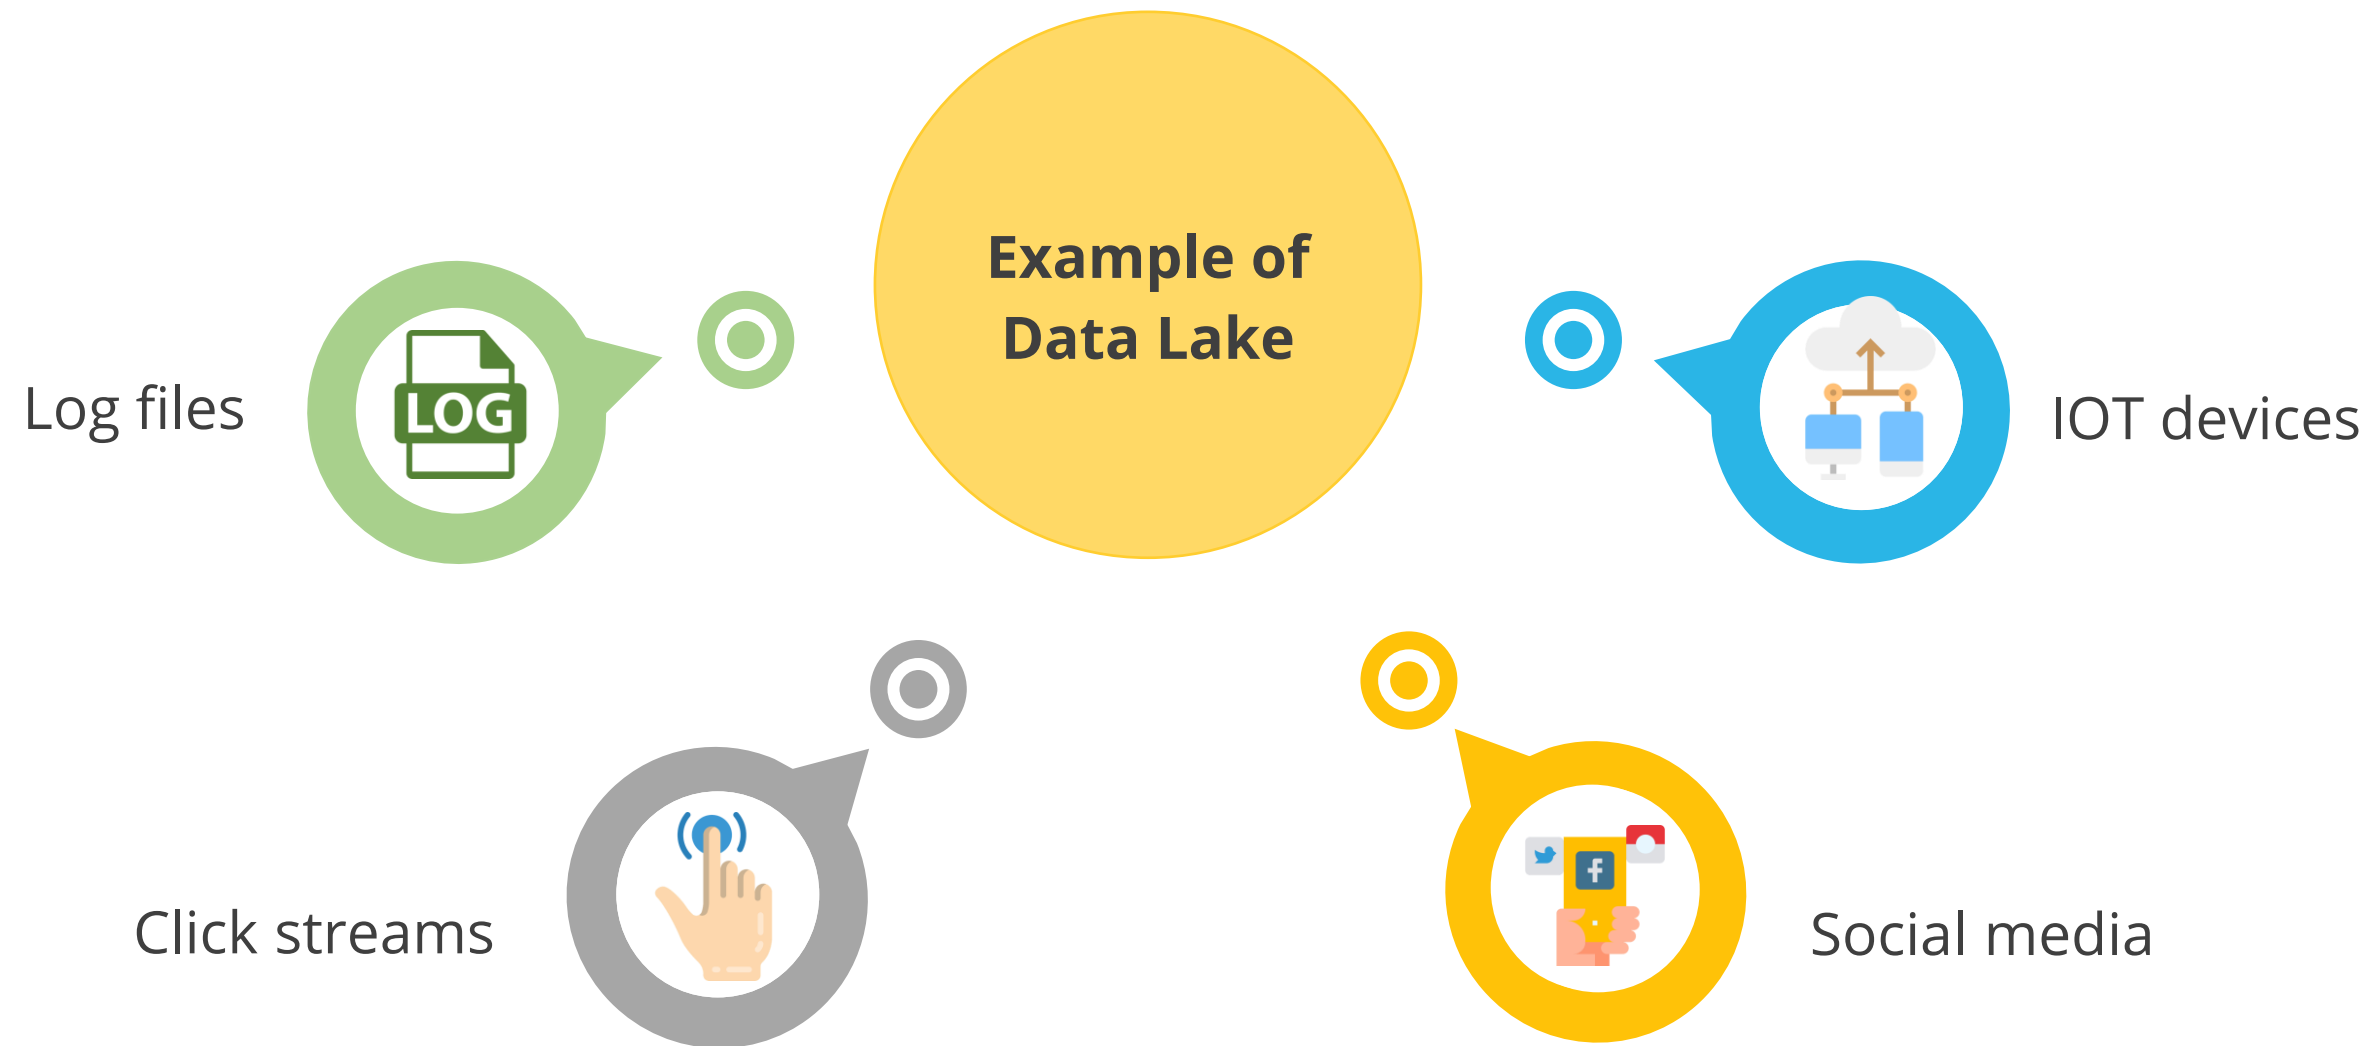 Example of
Data Lake
Log files
LOG
IOT devices
Click streams
f
Social media